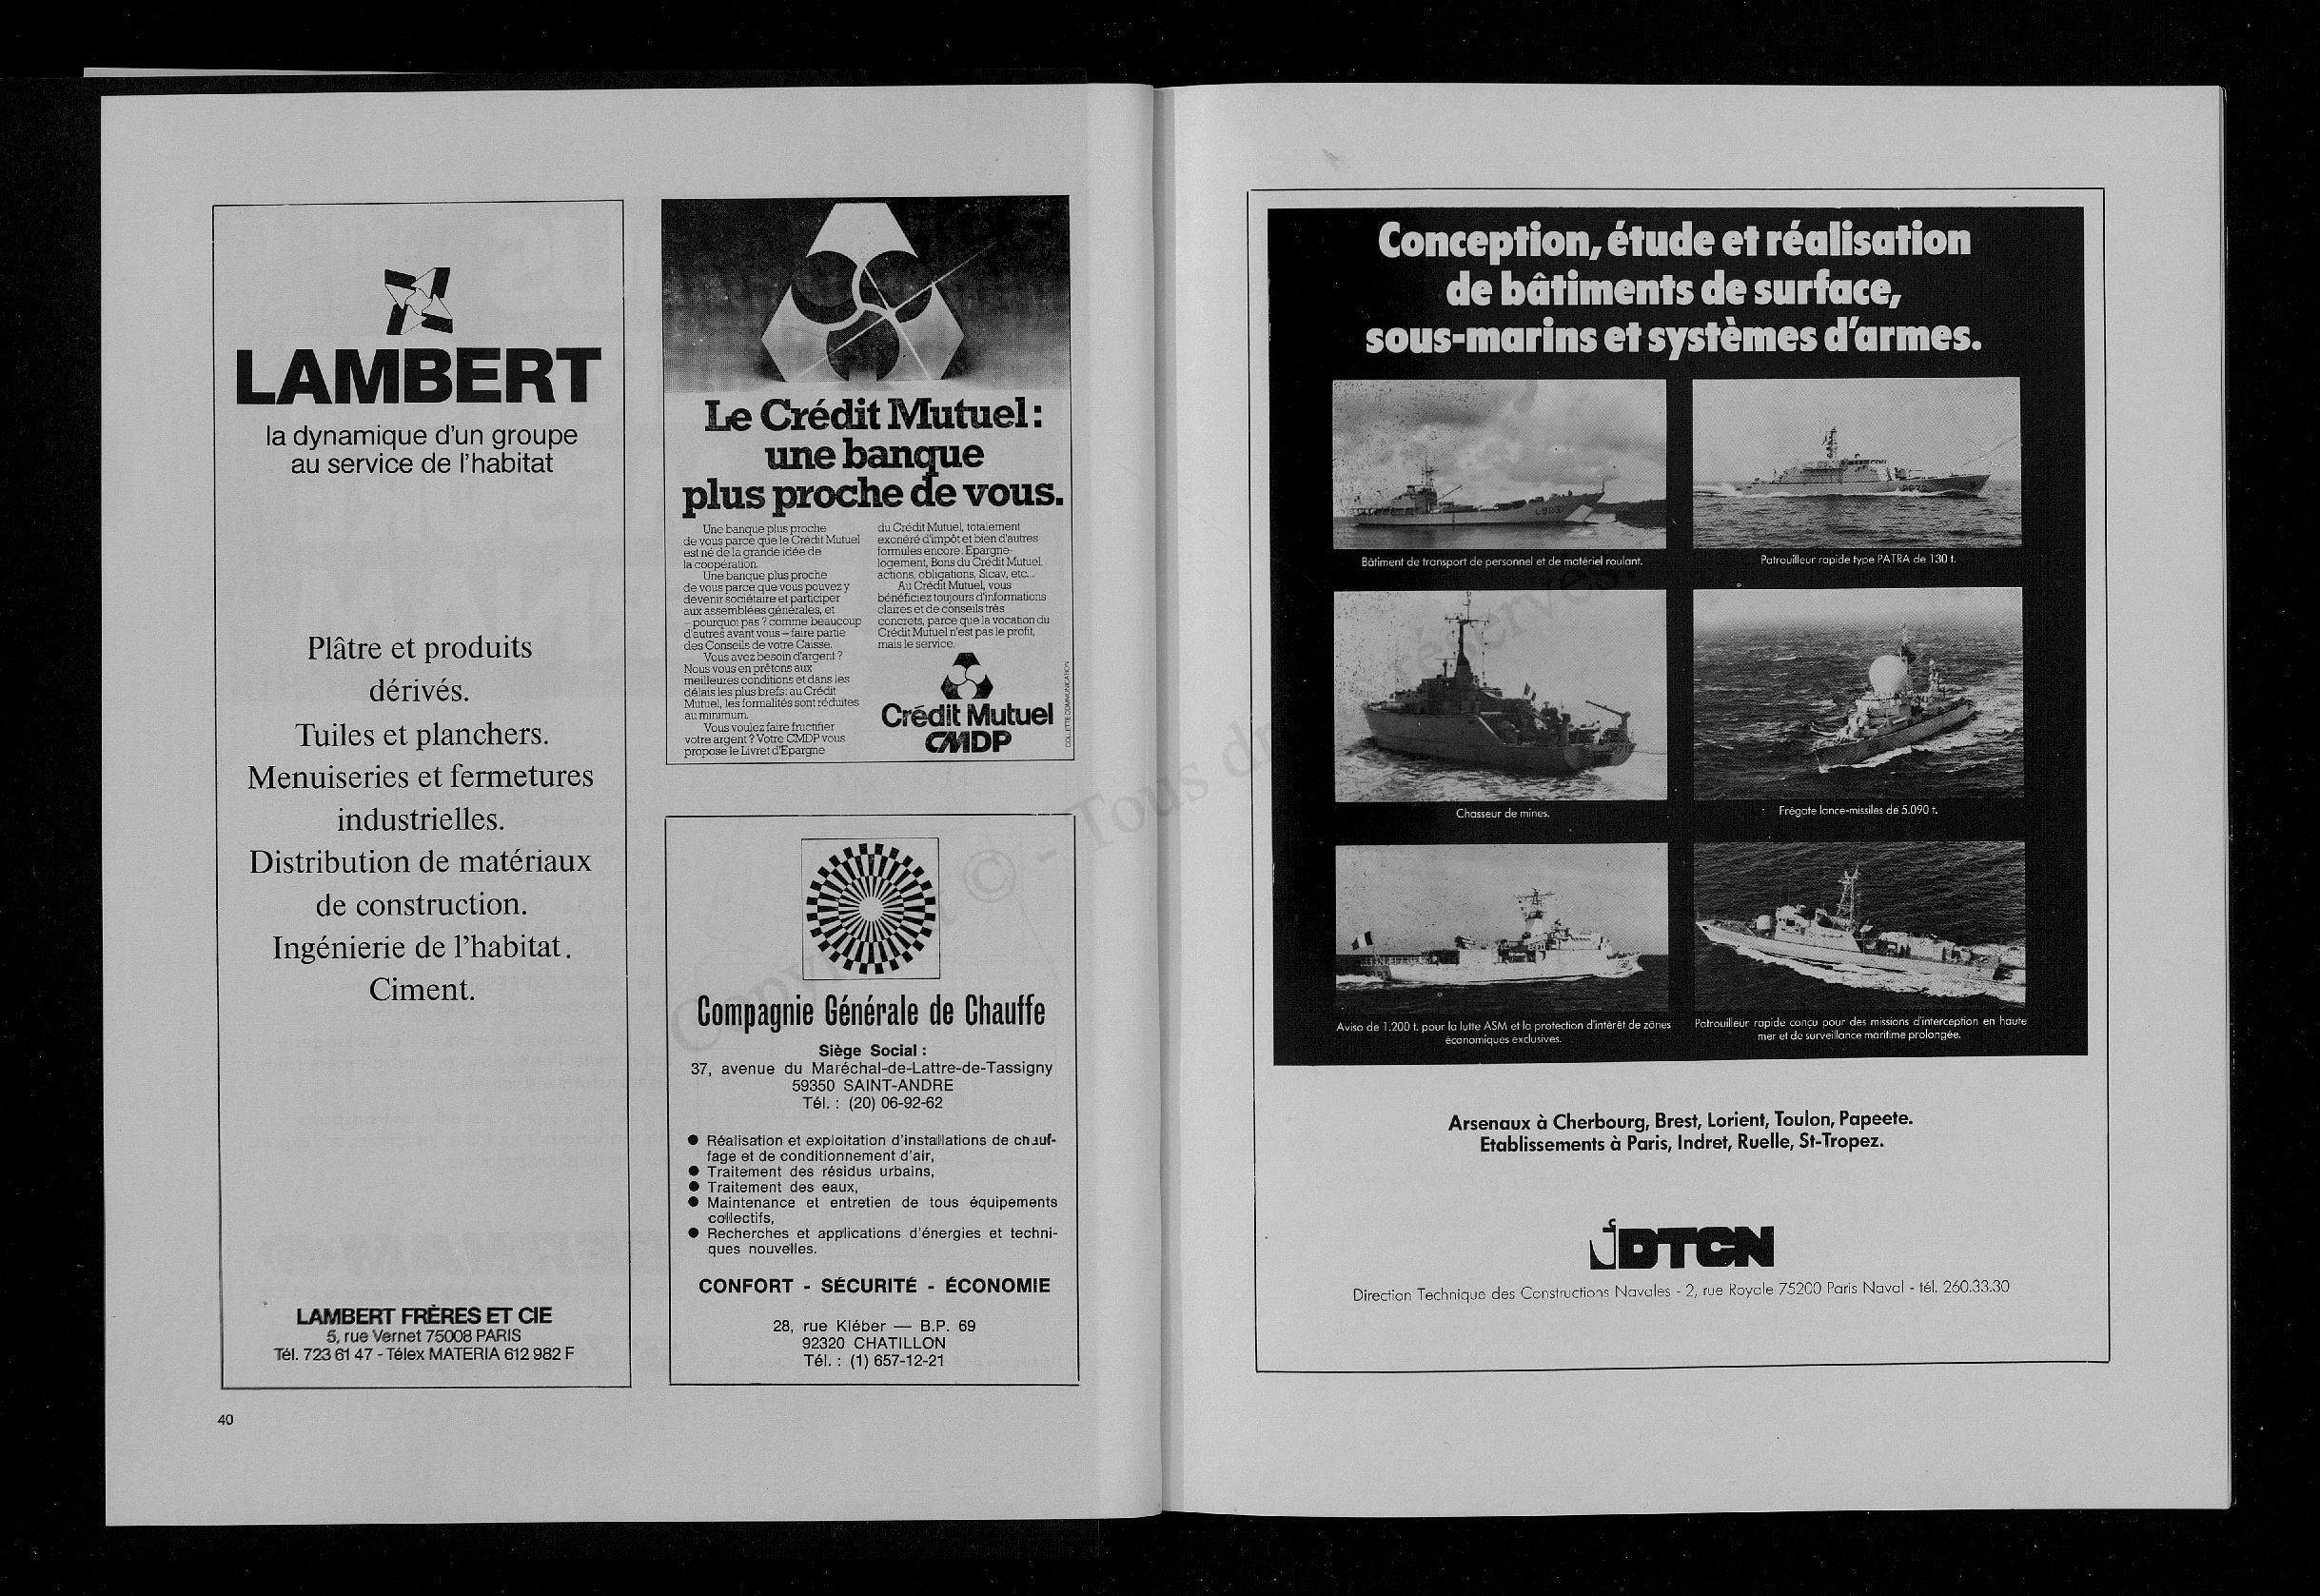 LAMBERT
la dynamique d'un groupe
au service de l'habitat
Plâtre et produits
dérivés.
Tuiles et planchers.
Menuiseries et fermetures
industrielles.
Distribution de matériaux
de construction.
Ingénierie de l'habitat.
Ciment.
LAMBERT FRÈRES ET CIE
5, rue Vernet 75008 PARIS
Tél. 723 61 47 - Télex MATERIA 612 982 F
40
Le Crédit Mutuel:
une banque
plus proche de vous.
Une banque plus proche
de vous parce que le Crédit Mutuel
est né de la grande idée de
la coopération.
Une banque plus proche
de vous parce que vous pouvez y
devenir sociétaire et participer
aux assemblées générales, et
– pourquoi pas ? comme beaucoup
d'autres avant vous – faire partie
des Conseils de votre Caisse.
Vous avez besoin d'argent ?
Nous vous en prêtons aux
meilleures conditions et dans les
délais les plus brefs: au Crédit
Mutuel, les formalités sont réduites
au minimum.
Vous voulez faire fructifier
votre argent ? Votre CMDP vous
propose le Livret d'Epargne
du Crédit Mutuel, totalement
exonéré d'impôt et bien d'autres
formules encore: Epargne-
logement, Bons du Crédit Mutuel,
actions, obligations, Sicav, etc...
Au Crédit Mutuel, vous
bénéficiez toujours d'informations
claires et de conseils très
concrets, parce que la vocation du
Crédit Mutuel n'est pas le profit,
mais le service.
Crédit Mutuel
CMDP
COLLETTE COMMUNICATION
Compagnie Générale de Chauffe
Siège Social :
37, avenue du Maréchal-de-Lattre-de-Tassigny
59350 SAINT-ANDRE
Tél. : (20) 06-92-62
● Réalisation et exploitation d'installations de chauf-
fage et de conditionnement d'air,
● Traitement des résidus urbains,
● Traitement des eaux,
● Maintenance et entretien de tous équipements
collectifs,
● Recherches et applications d'énergies et techni-
ques nouvelles.
CONFORT - SÉCURITÉ - ÉCONOMIE
28, rue Kléber — B.P. 69
92320 CHATILLON
Tél. : (1) 657-12-21
Conception, étude et réalisation
de bâtiments de surface,
sous-marins et systèmes d'armes.
Bâtiment de transport de personnel et de matériel roulant.
Patrouilleur rapide type PATRA de 130 t.
Chasseur de mines.
Frégate lance-missiles de 5.090 t.
Aviso de 1.200 t. pour la lutte ASM et la protection d'intérêt de zônes
économiques exclusives.
Patrouilleur rapide conçu pour des missions d'interception en haute
mer et de surveillance maritime prolongée.
Arsenaux à Cherbourg, Brest, Lorient, Toulon, Papeete.
Etablissements à Paris, Indret, Ruelle, St-Tropez.
DTCN
Direction Technique des Constructions Navales - 2, rue Royale 75200 Paris Naval - tél. 260.33.30